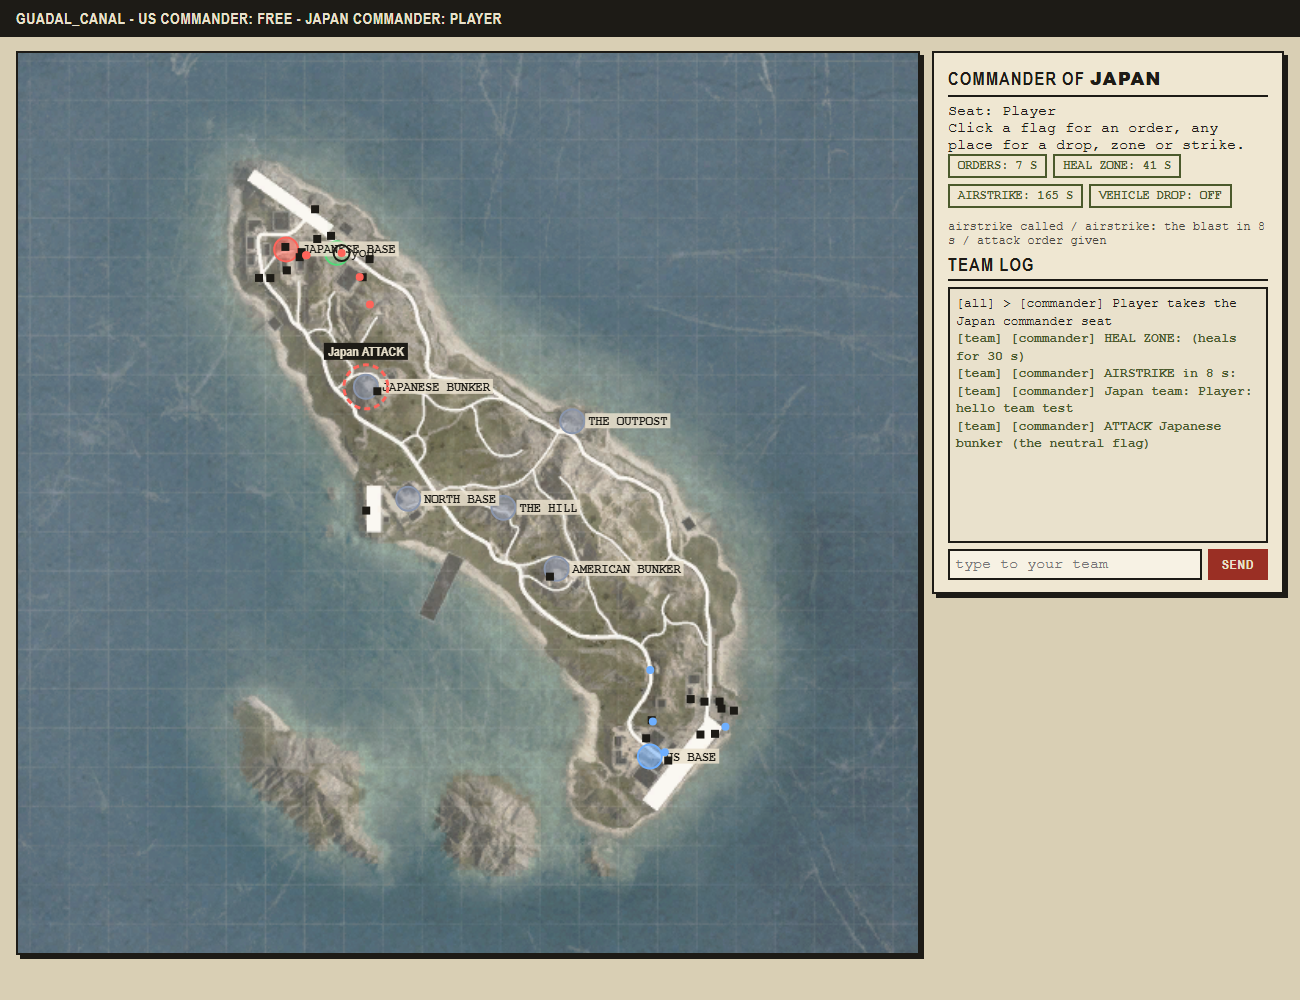 GUADAL_CANAL - US COMMANDER: FREE - JAPAN COMMANDER: PLAYER
COMMANDER OF JAPAN
Seat: Player
Click a flag for an order, any
place for a drop, zone or strike.
ORDERS: 7 S
HEAL ZONE: 41 S
AIRSTRIKE: 165 S
VEHICLE DROP: OFF
airstrike called / airstrike: the blast in 8
s / attack order given
TEAM LOG
[all] > [commander] Player takes the
Japan commander seat
[team] [commander] HEAL ZONE: (heals
for 30 s)
[team] [commander] AIRSTRIKE in 8 s:
[team] [commander] Japan team: Player:
hello team test
[team] [commander] ATTACK Japanese
bunker (the neutral flag)
type to your team
SEND
JAPANESE BASE
you
Japan ATTACK
JAPANESE BUNKER
THE OUTPOST
NORTH BASE
THE HILL
AMERICAN BUNKER
US BASE